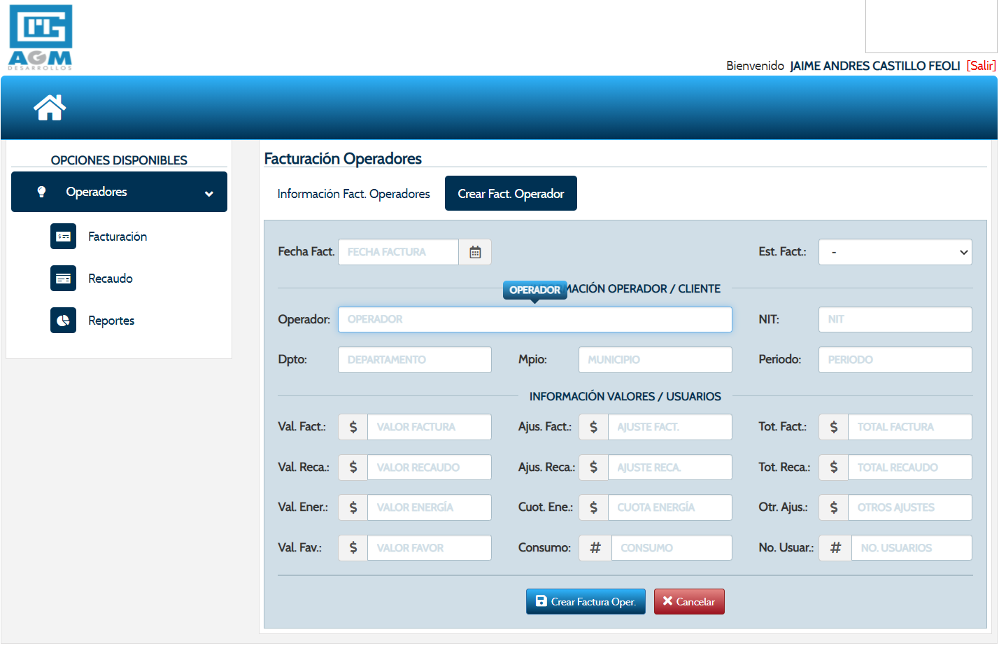 AGM
DESARROLLOS
Bienvenido JAIME ANDRES CASTILLO FEOLI [Salir]
OPCIONES DISPONIBLES
Operadores
Facturación
Recaudo
Reportes
Facturación Operadores
Información Fact. Operadores
Crear Fact. Operador
Fecha Fact. FECHA FACTURA
Est. Fact.: -
OPERADOR
MACIÓN OPERADOR / CLIENTE
Operador: OPERADOR
NIT: NIT
Dpto: DEPARTAMENTO
Mpio: MUNICIPIO
Periodo: PERIODO
INFORMACIÓN VALORES / USUARIOS
Val. Fact.: $ VALOR FACTURA
Ajus. Fact.: $ AJUSTE FACT.
Tot. Fact.: $ TOTAL FACTURA
Val. Reca.: $ VALOR RECAUDO
Ajus. Reca.: $ AJUSTE RECA.
Tot. Reca.: $ TOTAL RECAUDO
Val. Ener.: $ VALOR ENERGÍA
Cuot. Ene.: $ CUOTA ENERGÍA
Otr. Ajus.: $ OTROS AJUSTES
Val. Fav.: $ VALOR FAVOR
Consumo: # CONSUMO
No. Usuar.: # NO. USUARIOS
Crear Factura Oper.
Cancelar